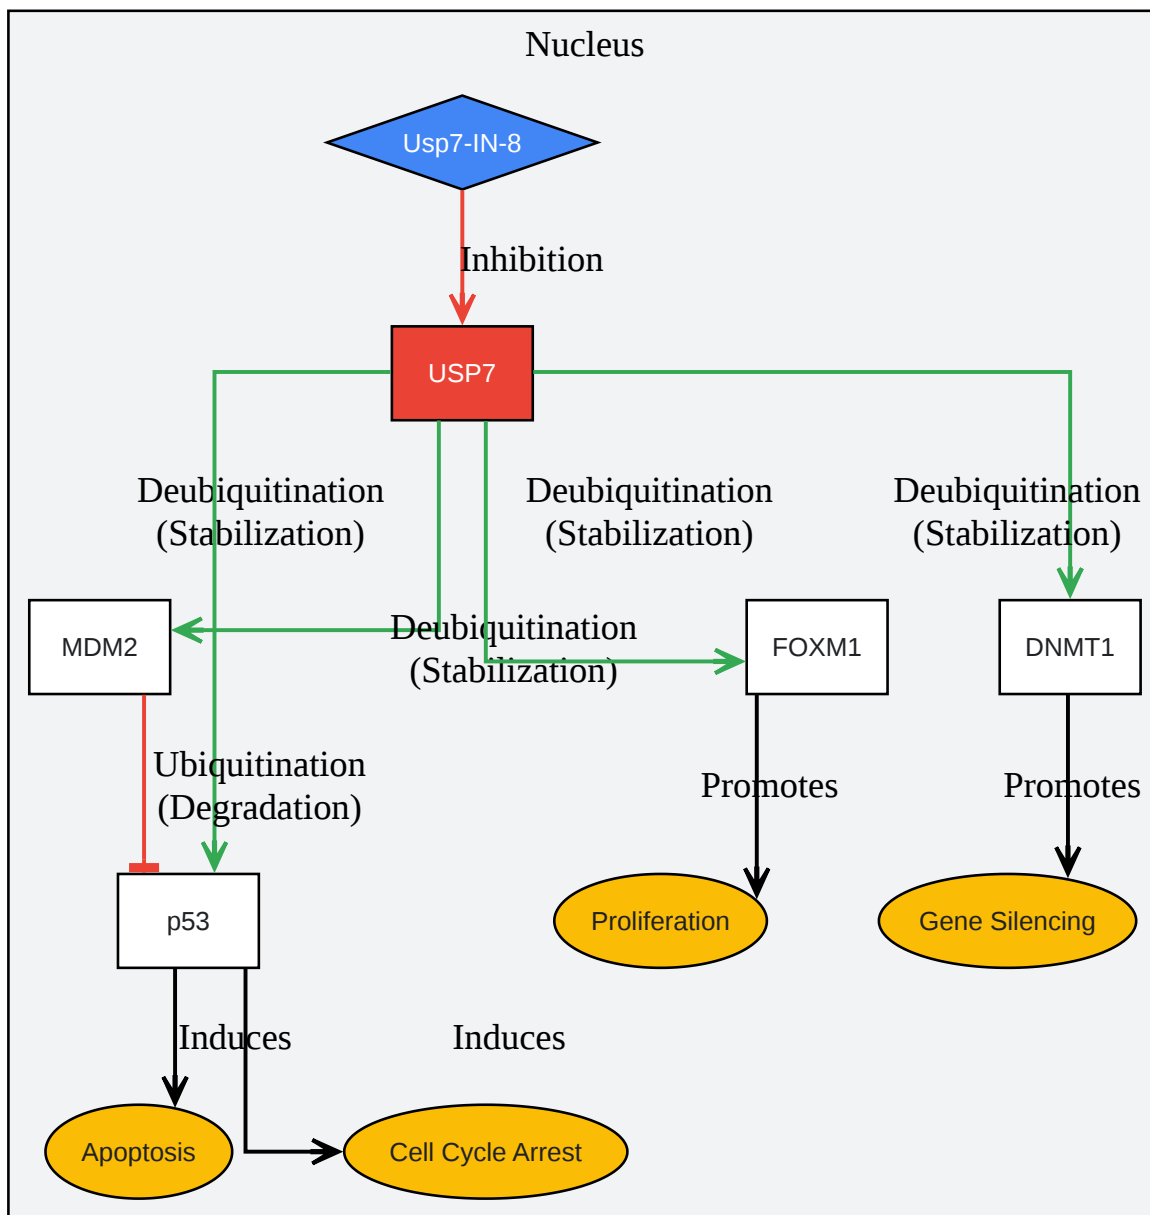 Nucleus
Usp7-IN-8
Inhibition
USP7
Deubiquitination
(Stabilization)
Deubiquitination
(Stabilization)
Deubiquitination
(Stabilization)
MDM2
Deubiquitination
(Stabilization)
FOXM1
DNMT1
Ubiquitination
(Degradation)
Promotes
Promotes
p53
Proliferation
Gene Silencing
Induces
Induces
Apoptosis
Cell Cycle Arrest